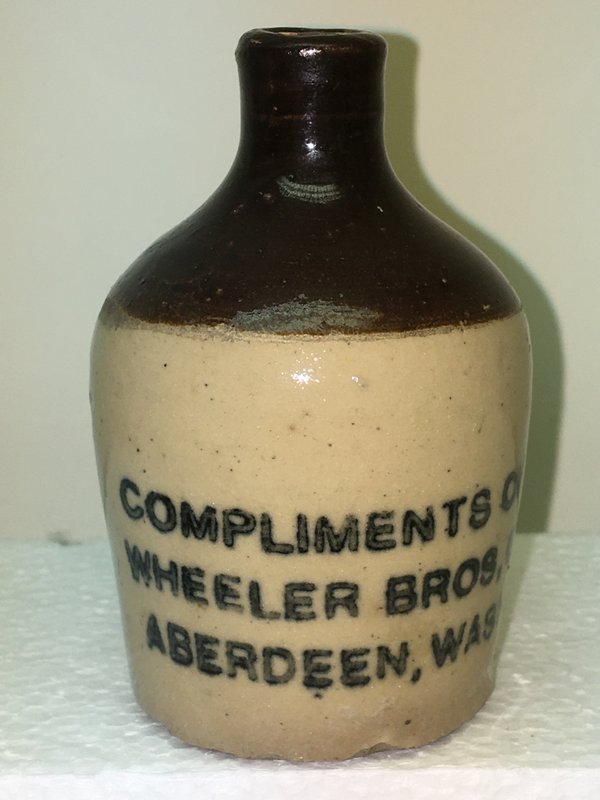 COMPLIMENTS O
WHEELER BROS.
ABERDEEN, WAS